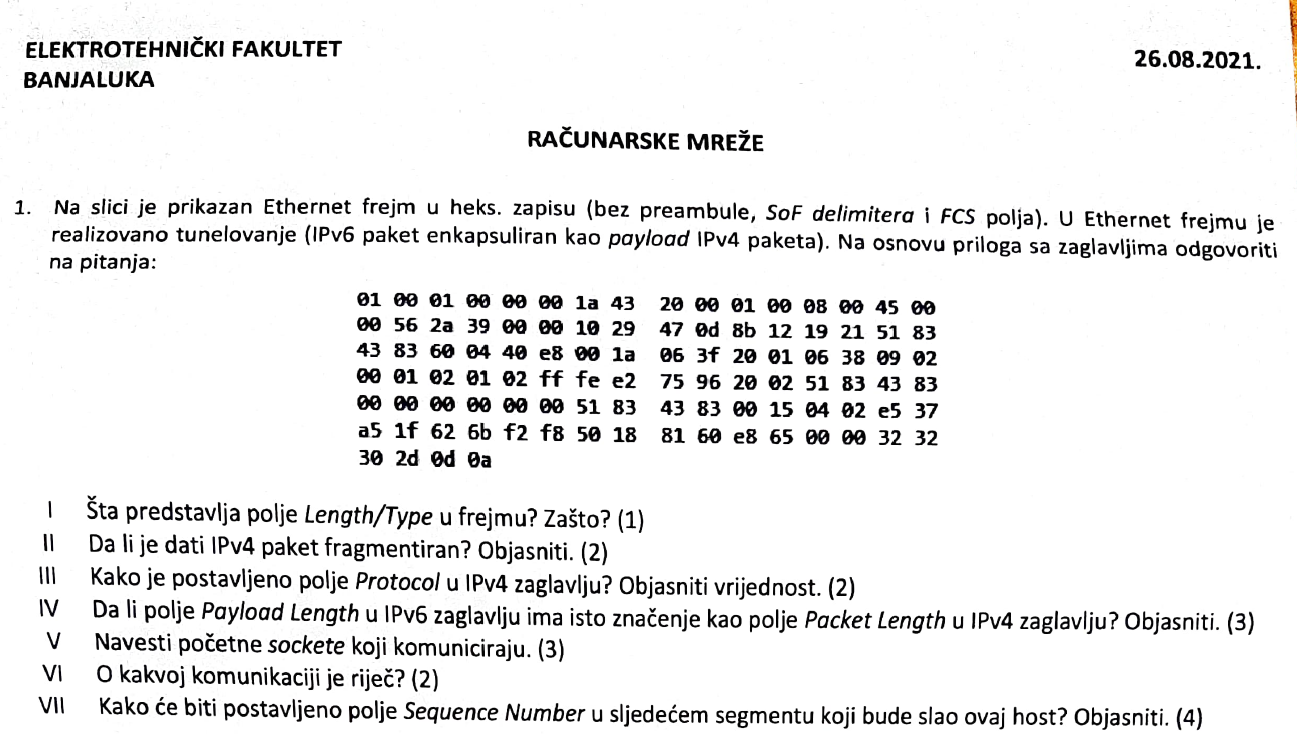 ELEKTROTEHNIČKI FAKULTET
BANJALUKA
26.08.2021.
RAČUNARSKE MREŽE
1. Na slici je prikazan Ethernet frejm u heks. zapisu (bez preambule, SoF delimitera i FCS polja). U Ethernet frejmu je
realizovano tunelovanje (IPv6 paket enkapsuliran kao payload IPv4 paketa). Na osnovu priloga sa zaglavljima odgovoriti
na pitanja:
01 00 01 00 00 00 1a 43 20 00 01 00 08 00 45 00
00 56 2a 39 00 00 10 29 47 0d 8b 12 19 21 51 83
43 83 60 04 40 e8 00 1a 06 3f 20 01 06 38 09 02
00 01 02 01 02 ff fe e2 75 96 20 02 51 83 43 83
00 00 00 00 00 00 51 83 43 83 00 15 04 02 e5 37
a5 1f 62 6b f2 f8 50 18 81 60 e8 65 00 00 32 32
30 2d 0d 0a
I Šta predstavlja polje Length/Type u frejmu? Zašto? (1)
II Da li je dati IPv4 paket fragmentiran? Objasniti. (2)
III Kako je postavljeno polje Protocol u IPv4 zaglavlju? Objasniti vrijednost. (2)
IV Da li polje Payload Length u IPv6 zaglavlju ima isto značenje kao polje Packet Length u IPv4 zaglavlju? Objasniti. (3)
V Navesti početne sockete koji komuniciraju. (3)
VI O kakvoj komunikaciji je riječ? (2)
VII Kako će biti postavljeno polje Sequence Number u sljedećem segmentu koji bude slao ovaj host? Objasniti. (4)